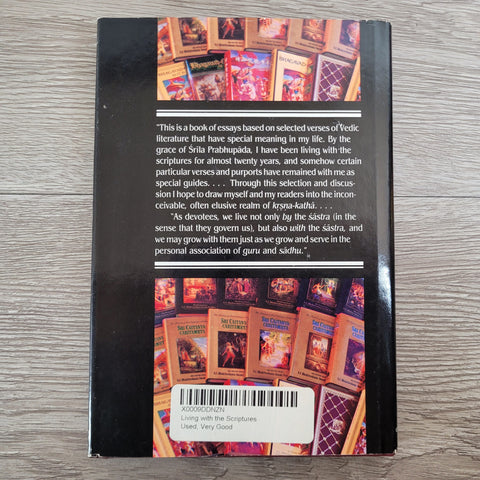 Bhagavad-G
BHAGAVAD
"This is a book of essays based on selected verses of Vedic
literature that have special meaning in my life. By the
grace of Śrīla Prabhupāda, I have been living with the
scriptures for almost twenty years, and somehow certain
particular verses and purports have remained with me as
special guides. . . . Through this selection and discus-
sion I hope to draw myself and my readers into the incon-
ceivable, often elusive realm of kṛṣṇa-kathā. . . .
"As devotees, we live not only by the śāstra (in the
sense that they govern us), but also with the śāstra, and
we may grow with them just as we grow and serve in the
personal association of guru and sādhu."
SRI CAITANYA
CARITAMRTA
X0009DDNZN
Living with the Scriptures
Used, Very Good